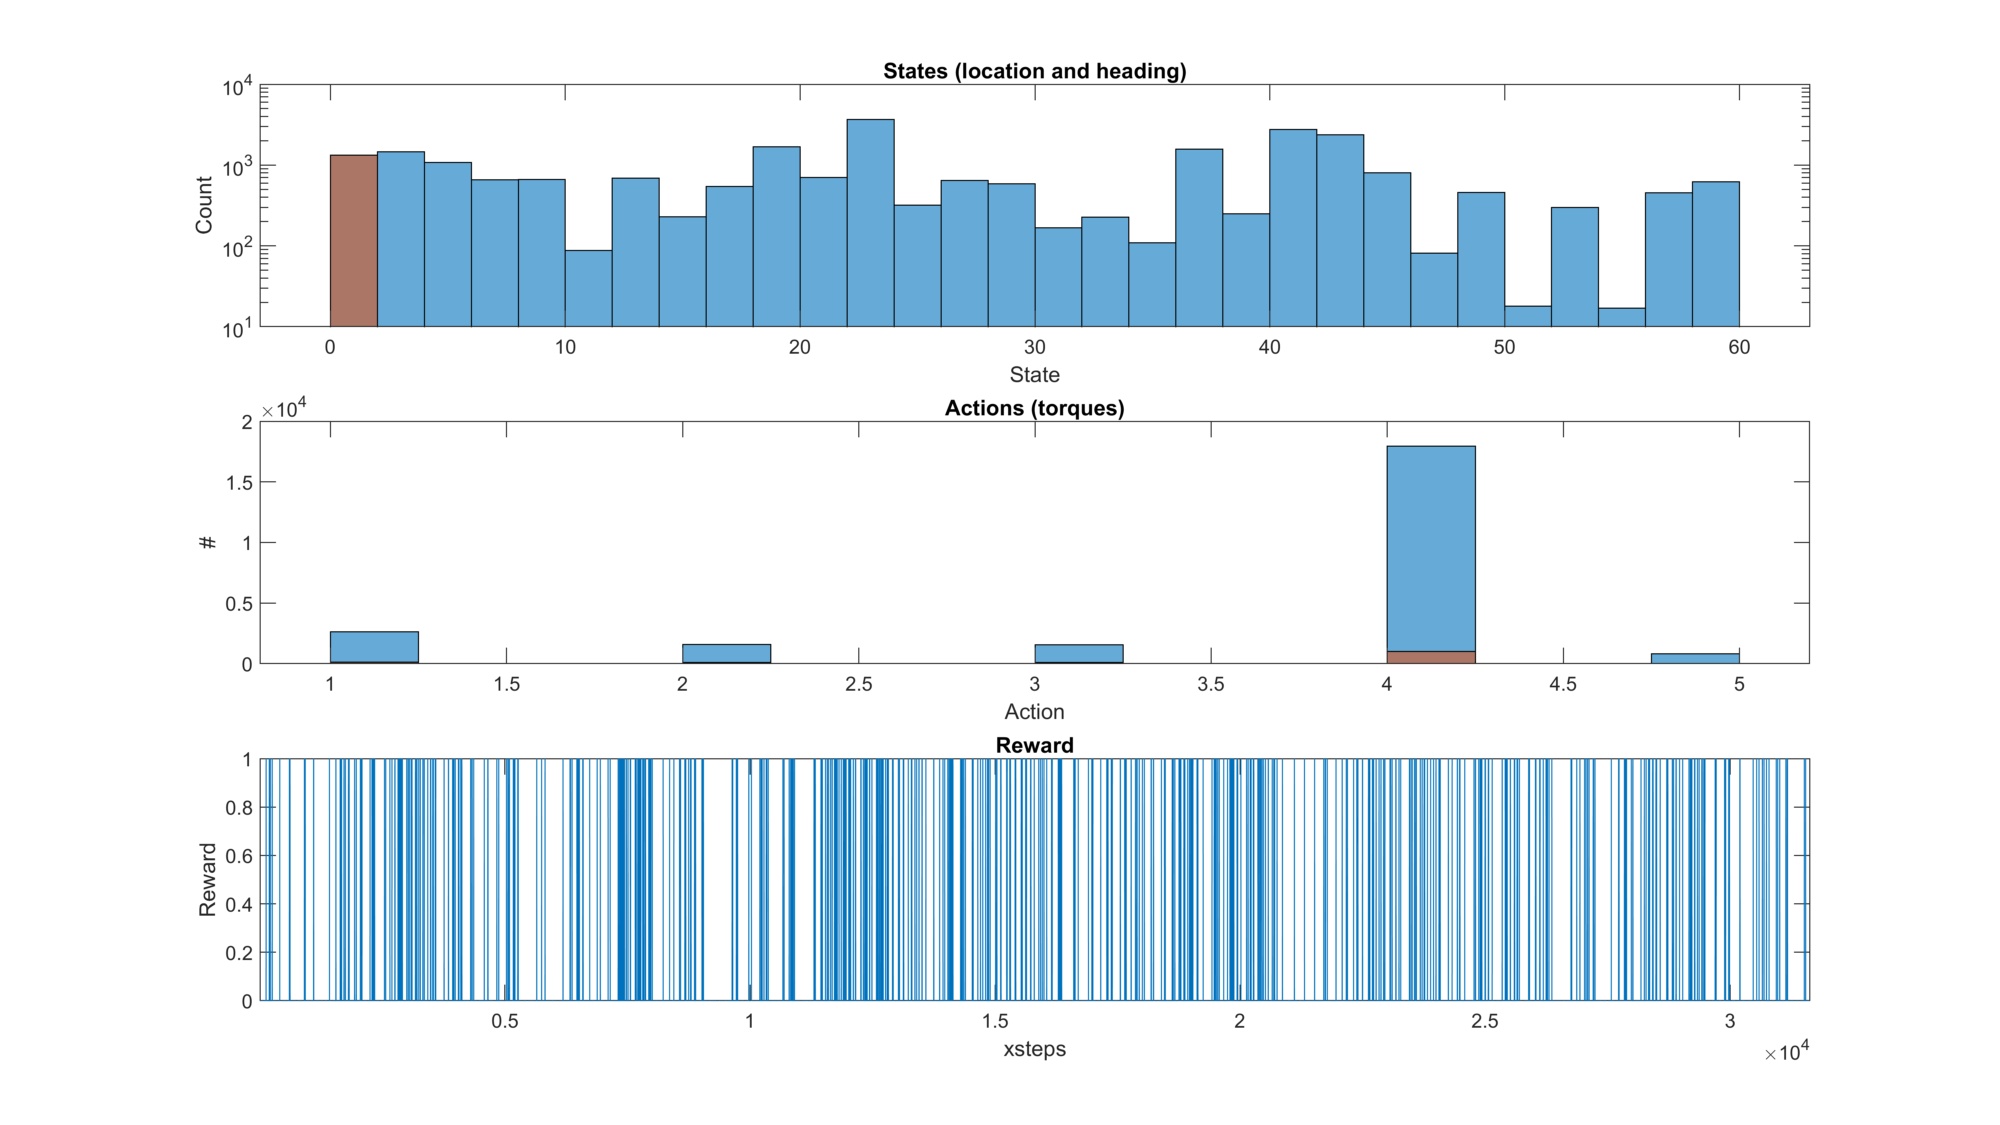 States (location and heading)
10^4
10^3
10^2
10^1
Count
0 10 20 30 40 50 60
State
×10^4
Actions (torques)
2
1.5
1
0.5
0
#
1 1.5 2 2.5 3 3.5 4 4.5 5
Action
Reward
1
0.8
0.6
0.4
0.2
0
Reward
0.5 1 1.5 2 2.5 3
xsteps
×10^4